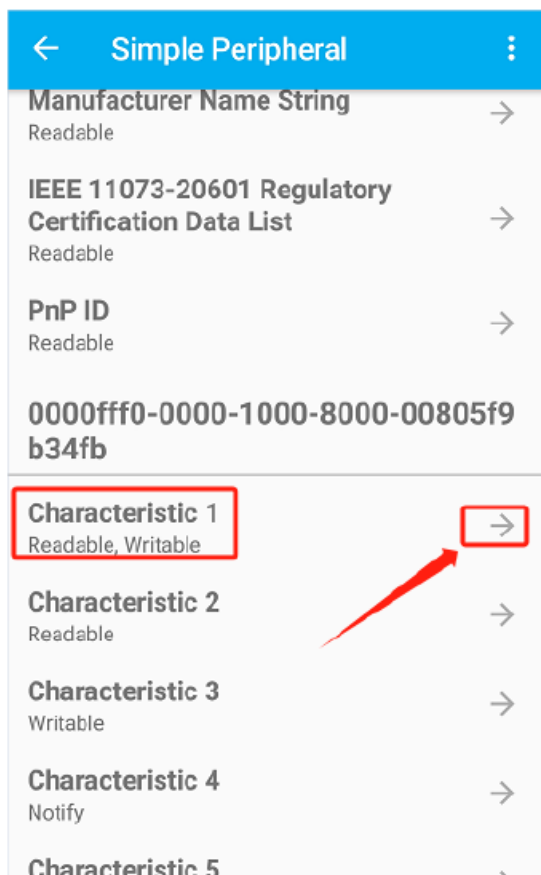 Simple Peripheral
Manufacturer Name String
Readable
IEEE 11073-20601 Regulatory
Certification Data List
Readable
PnP ID
Readable
0000fff0-0000-1000-8000-00805f9
b34fb
Characteristic 1
Readable, Writable
Characteristic 2
Readable
Characteristic 3
Writable
Characteristic 4
Notify
Characteristic 5